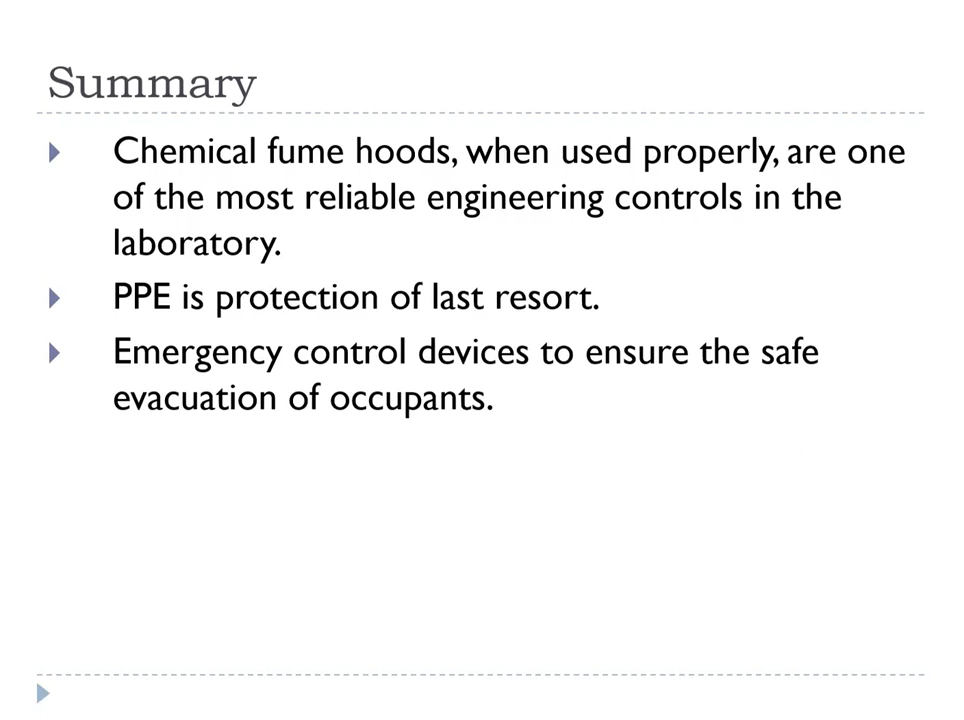 Summary
Chemical fume hoods, when used properly, are one
of the most reliable engineering controls in the
laboratory.
PPE is protection of last resort.
Emergency control devices to ensure the safe
evacuation of occupants.